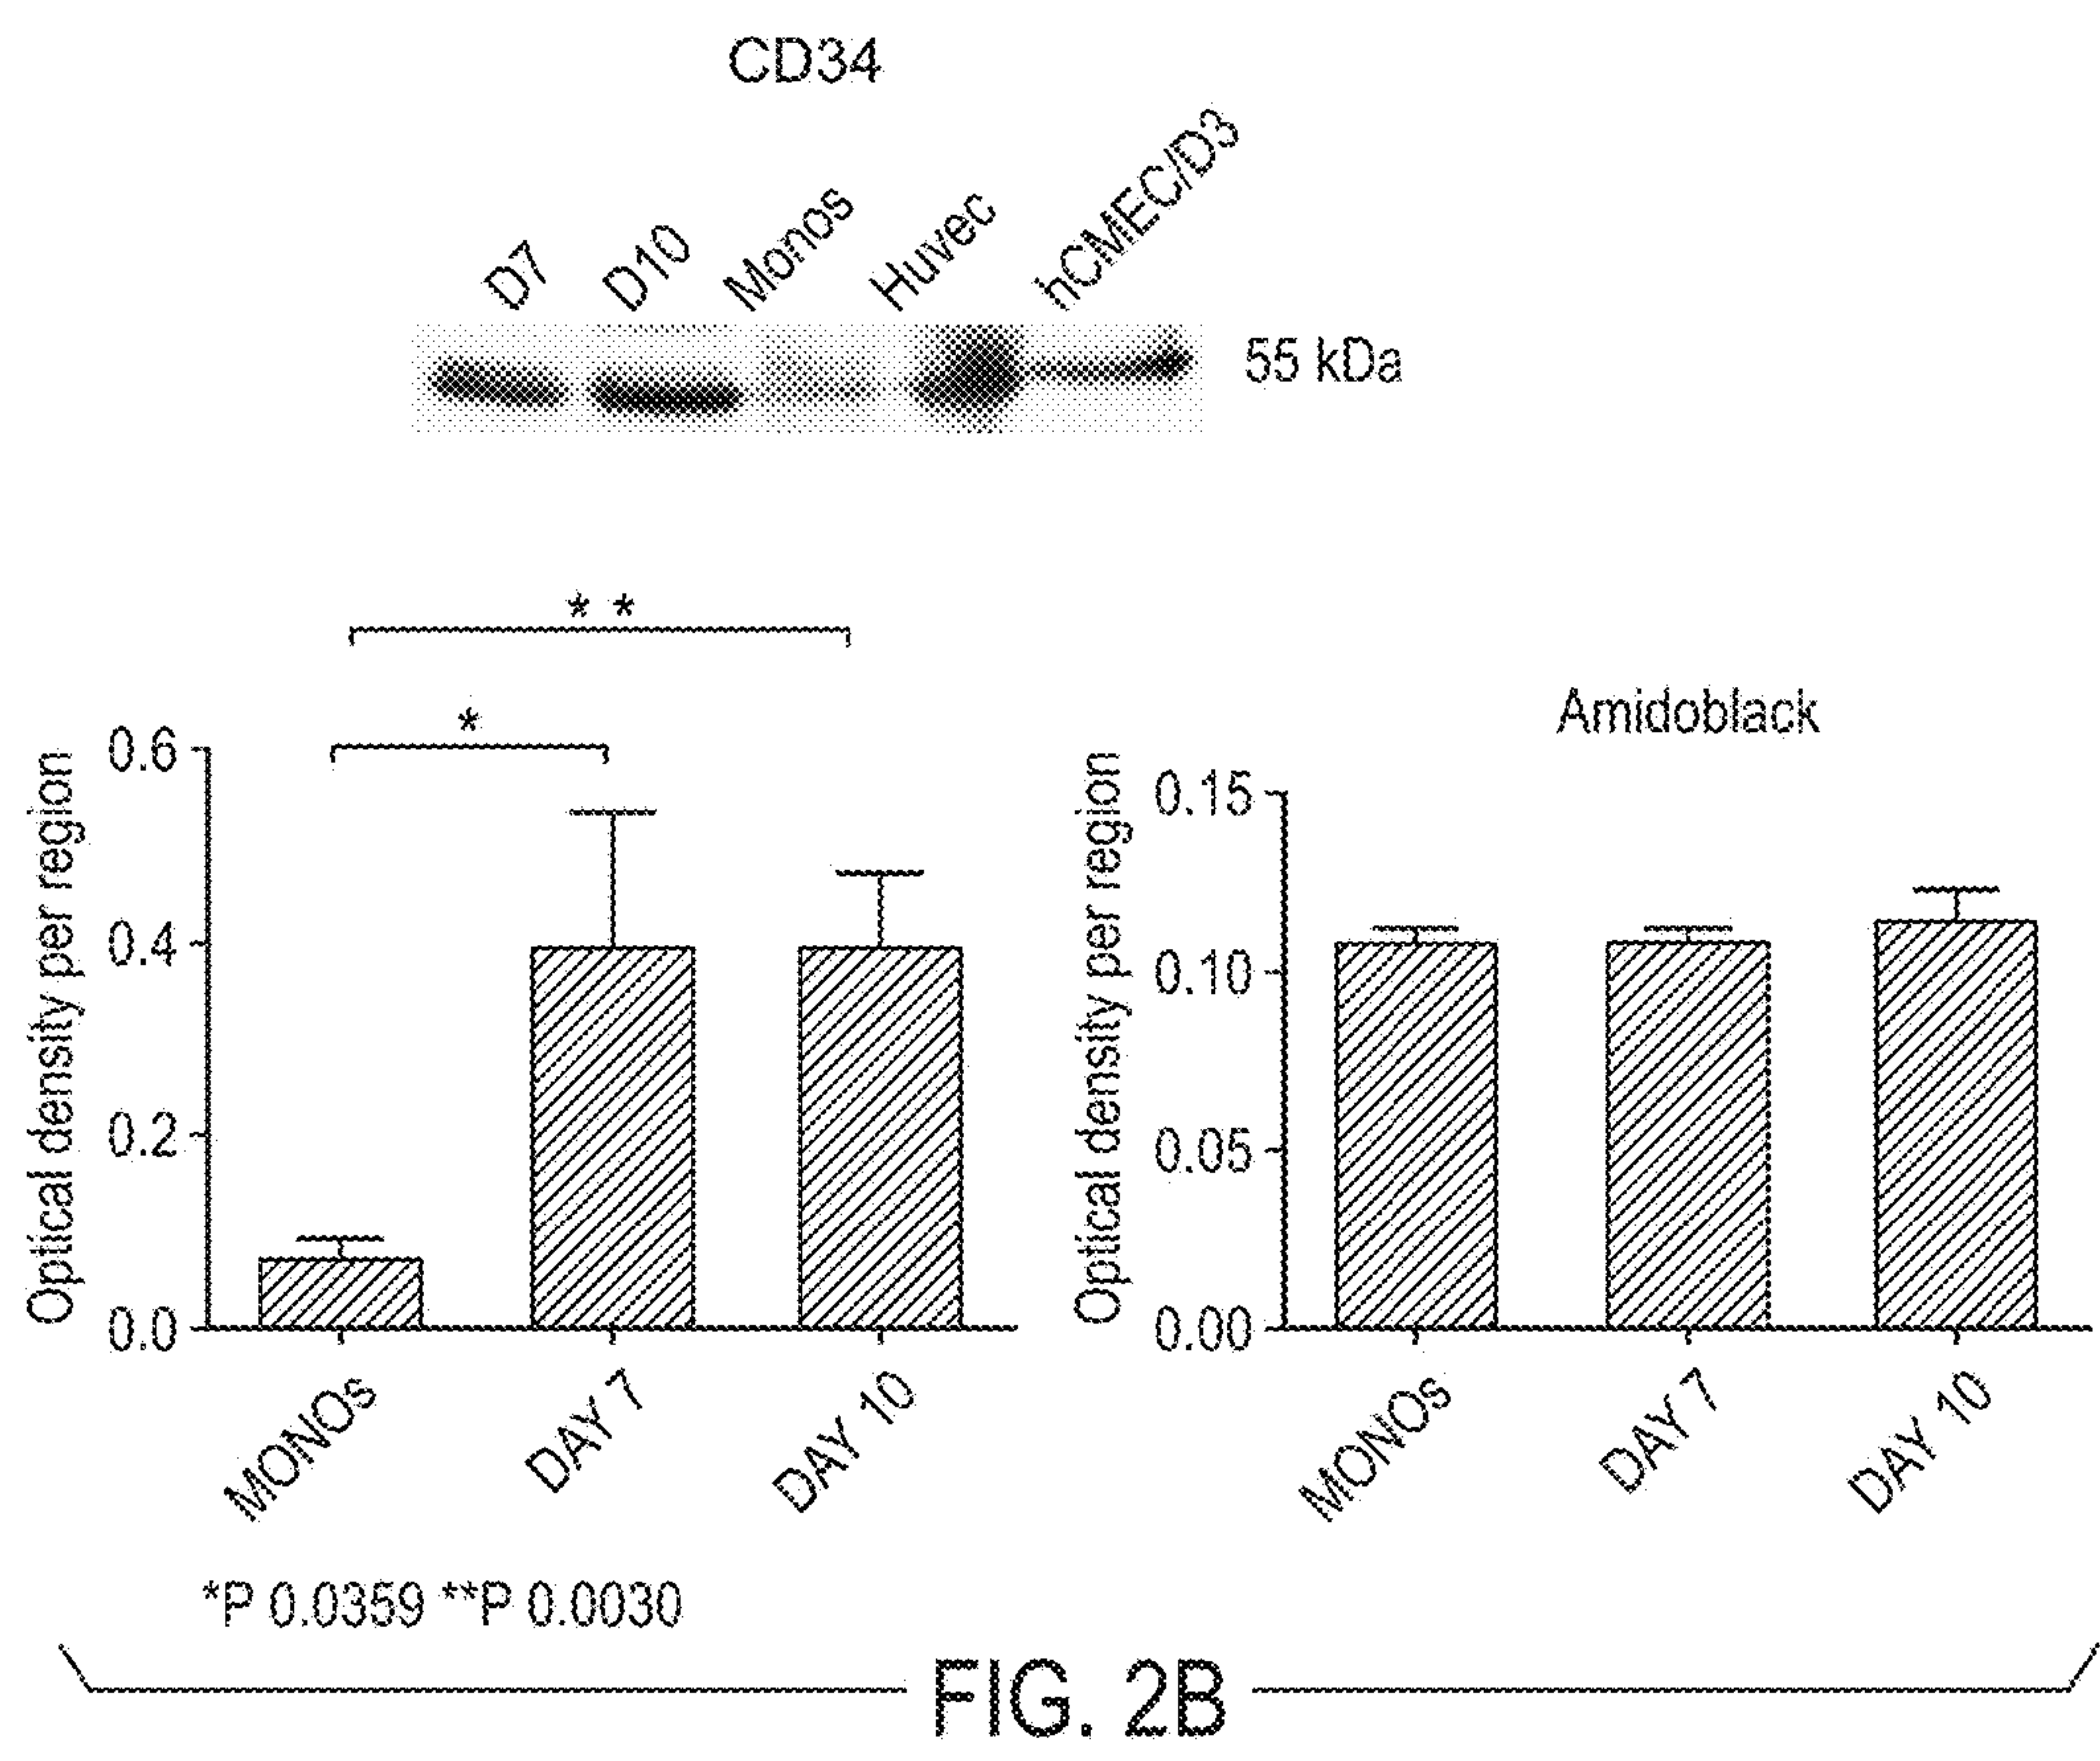 CD34
D7 D10 Monos Huvec hCMEC/D3
55 kDa
* *
*
Optical density per region
0.6
0.4
0.2
0.0
MONOs DAY 7 DAY 10
*P 0.0359 **P 0.0030
Amidoblack
Optical density per region
0.15
0.10
0.05
0.00
MONOs DAY 7 DAY 10
FIG. 2B